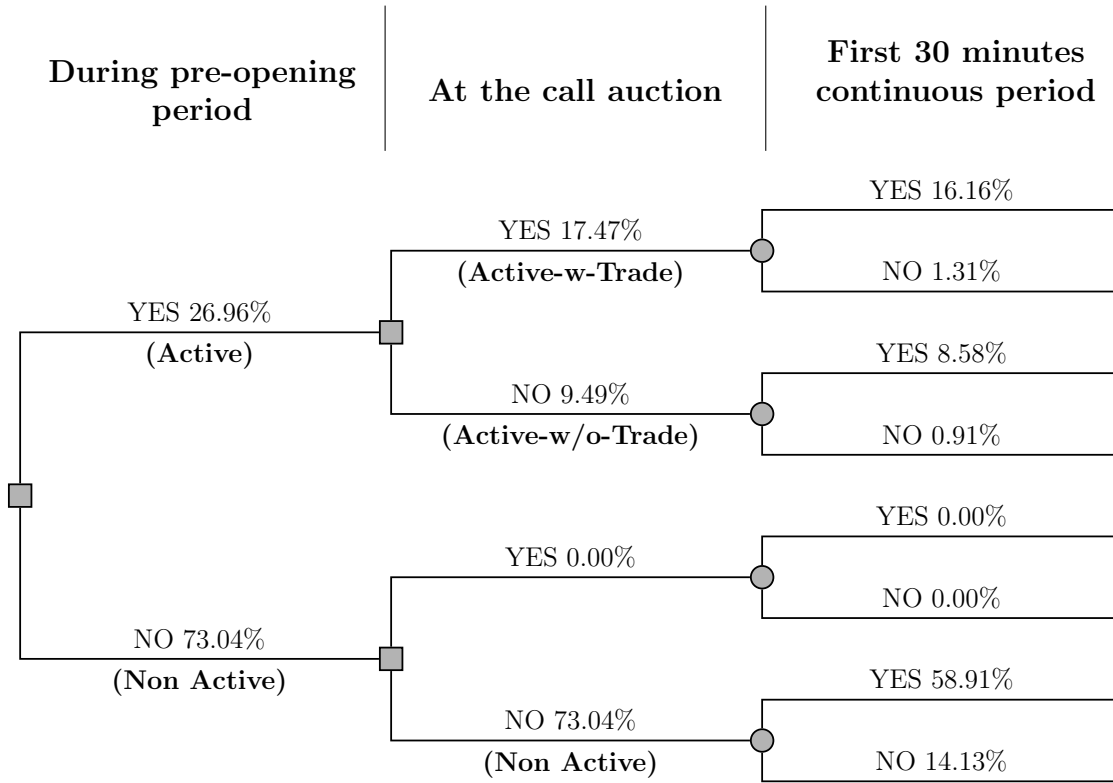 During pre-opening
period
At the call auction
First 30 minutes
continuous period
YES 16.16%
YES 17.47%
(Active-w-Trade)
NO 1.31%
YES 26.96%
(Active)
YES 8.58%
NO 9.49%
(Active-w/o-Trade)
NO 0.91%
YES 0.00%
YES 0.00%
NO 0.00%
NO 73.04%
(Non Active)
YES 58.91%
NO 73.04%
(Non Active)
NO 14.13%